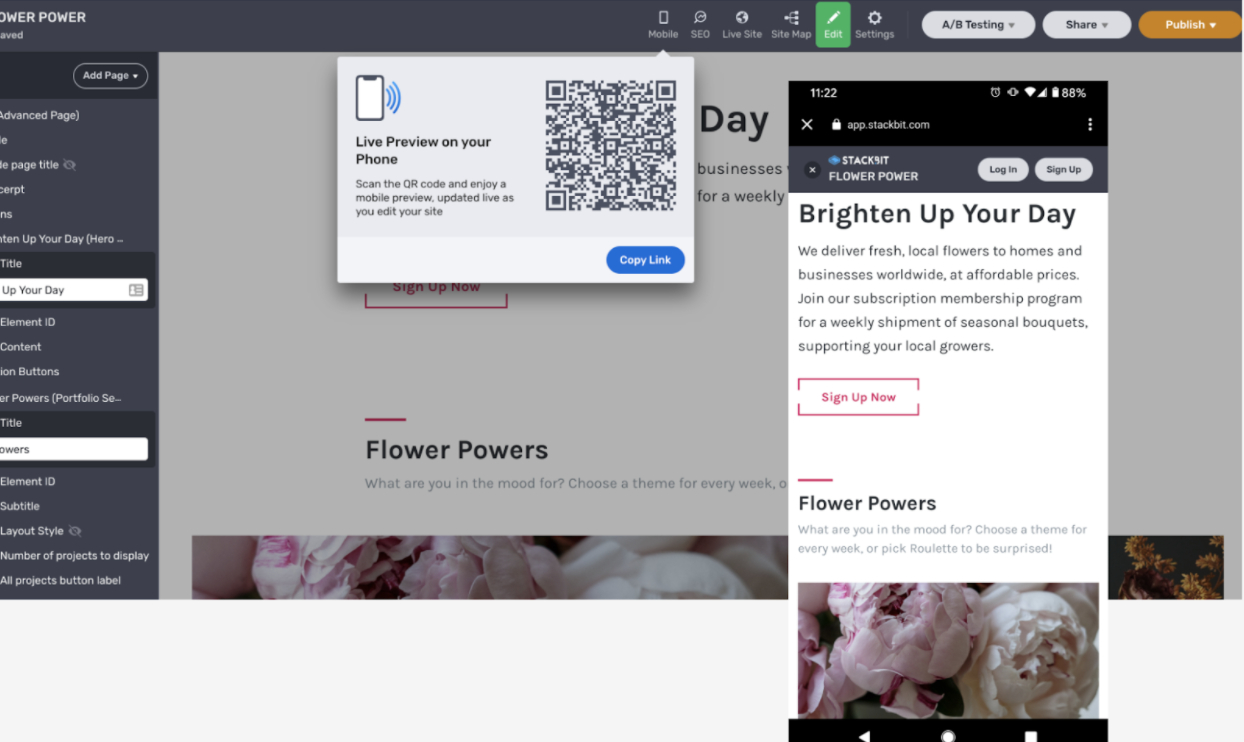 OWER POWER
aved
Mobile
SEO
Live Site
Site Map
Edit
Settings
A/B Testing
Share
Publish
Add Page
Advanced Page)
le
de page title
cerpt
ns
nten Up Your Day (Hero ...
Title
Up Your Day
Element ID
Content
ion Buttons
er Powers (Portfolio Se...
Title
owers
Element ID
Subtitle
Layout Style
Number of projects to display
All projects button label
Live Preview on your
Phone
Scan the QR code and enjoy a
mobile preview, updated live as
you edit your site
Copy Link
Day
businesses
for a weekly
Sign Up Now
Flower Powers
What are you in the mood for? Choose a theme for every week, o
11:22
88%
app.stackbit.com
STACKBIT
FLOWER POWER
Log In
Sign Up
Brighten Up Your Day
We deliver fresh, local flowers to homes and
businesses worldwide, at affordable prices.
Join our subscription membership program
for a weekly shipment of seasonal bouquets,
supporting your local growers.
Sign Up Now
Flower Powers
What are you in the mood for? Choose a theme for
every week, or pick Roulette to be surprised!